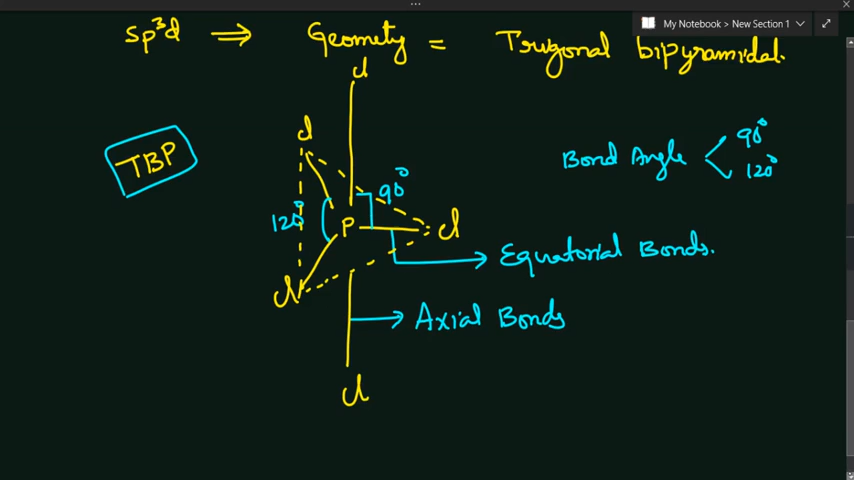 ...
My Notebook > New Section 1
sp³d ⇒ Geomety = Trigonal bipyramidal.
Cl
Cl
TBP
Bond Angle < 90°
120°
90°
120°
P
Cl
Equatorial Bonds.
Cl
Axial Bonds
Cl